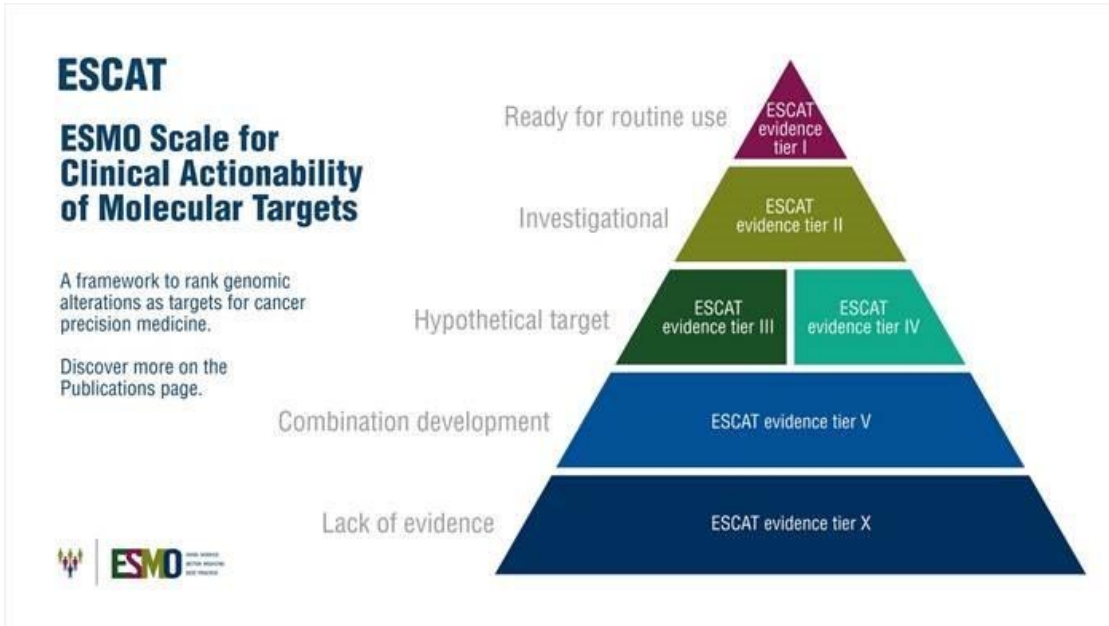 ESCAT
ESMO Scale for
Clinical Actionability
of Molecular Targets
A framework to rank genomic
alterations as targets for cancer
precision medicine.
Discover more on the
Publications page.
Ready for routine use
ESCAT
evidence
tier I
Investigational
ESCAT
evidence tier II
Hypothetical target
ESCAT
evidence tier III
ESCAT
evidence tier IV
Combination development
ESCAT evidence tier V
Lack of evidence
ESCAT evidence tier X
ESMO